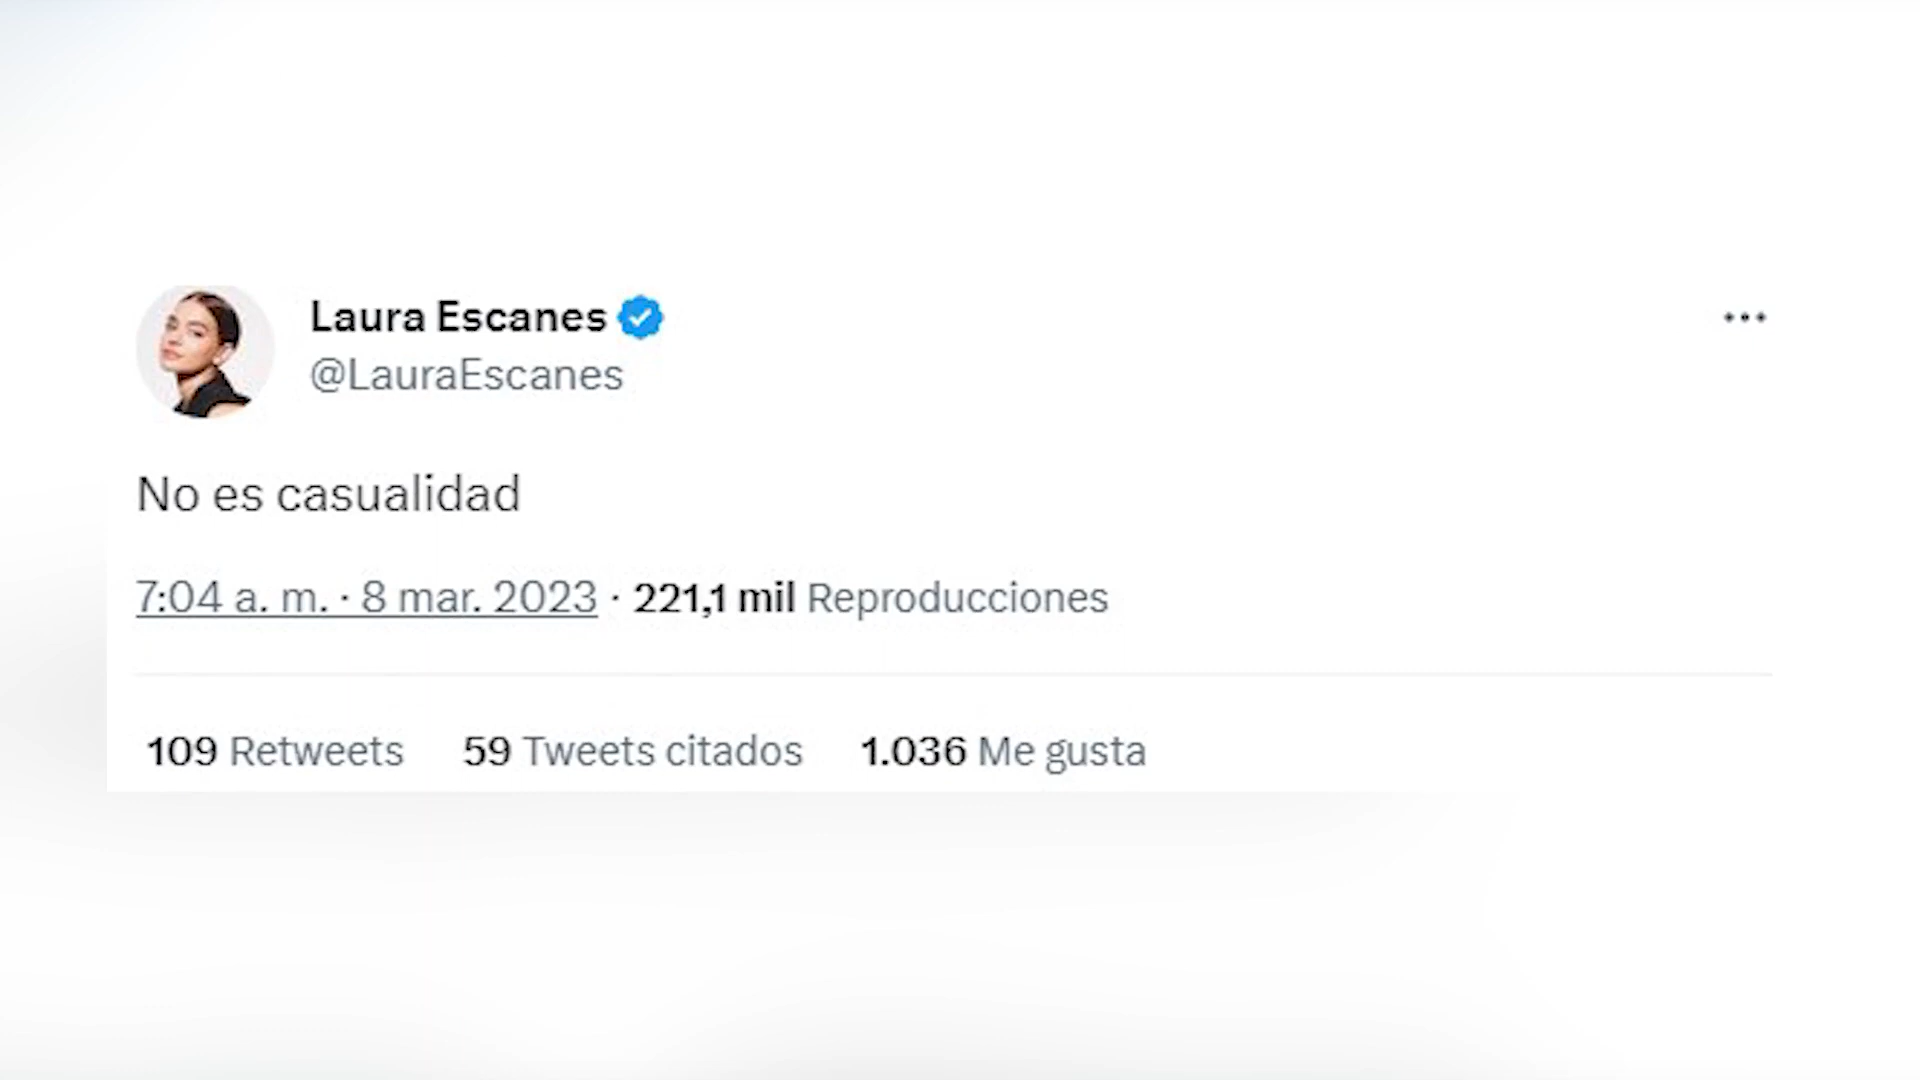 Laura Escanes
@LauraEscanes
No es casualidad
7:04 a. m. · 8 mar. 2023 · 221,1 mil Reproducciones
109 Retweets 59 Tweets citados 1.036 Me gusta